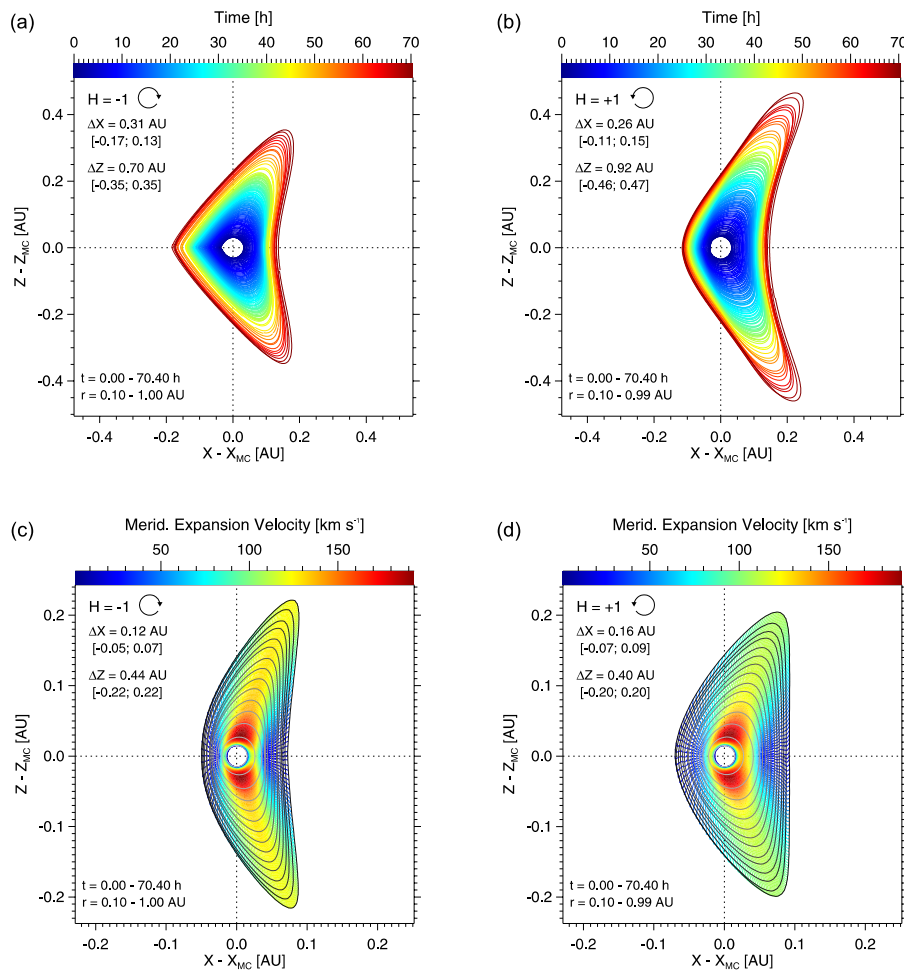 (a)
Time [h]
0 10 20 30 40 50 60 70
H = -1
ΔX = 0.31 AU
[-0.17; 0.13]
ΔZ = 0.70 AU
[-0.35; 0.35]
Z - Z_MC [AU]
0.4
0.2
0.0
-0.2
-0.4
t = 0.00 - 70.40 h
r = 0.10 - 1.00 AU
-0.4 -0.2 0.0 0.2 0.4
X - X_MC [AU]
(b)
Time [h]
0 10 20 30 40 50 60 70
H = +1
ΔX = 0.26 AU
[-0.11; 0.15]
ΔZ = 0.92 AU
[-0.46; 0.47]
Z - Z_MC [AU]
0.4
0.2
0.0
-0.2
-0.4
t = 0.00 - 70.40 h
r = 0.10 - 0.99 AU
-0.4 -0.2 0.0 0.2 0.4
X - X_MC [AU]
(c)
Merid. Expansion Velocity [km s⁻¹]
50 100 150
H = -1
ΔX = 0.12 AU
[-0.05; 0.07]
ΔZ = 0.44 AU
[-0.22; 0.22]
Z - Z_MC [AU]
0.2
0.1
0.0
-0.1
-0.2
t = 0.00 - 70.40 h
r = 0.10 - 1.00 AU
-0.2 -0.1 0.0 0.1 0.2
X - X_MC [AU]
(d)
Merid. Expansion Velocity [km s⁻¹]
50 100 150
H = +1
ΔX = 0.16 AU
[-0.07; 0.09]
ΔZ = 0.40 AU
[-0.20; 0.20]
Z - Z_MC [AU]
0.2
0.1
0.0
-0.1
-0.2
t = 0.00 - 70.40 h
r = 0.10 - 0.99 AU
-0.2 -0.1 0.0 0.1 0.2
X - X_MC [AU]